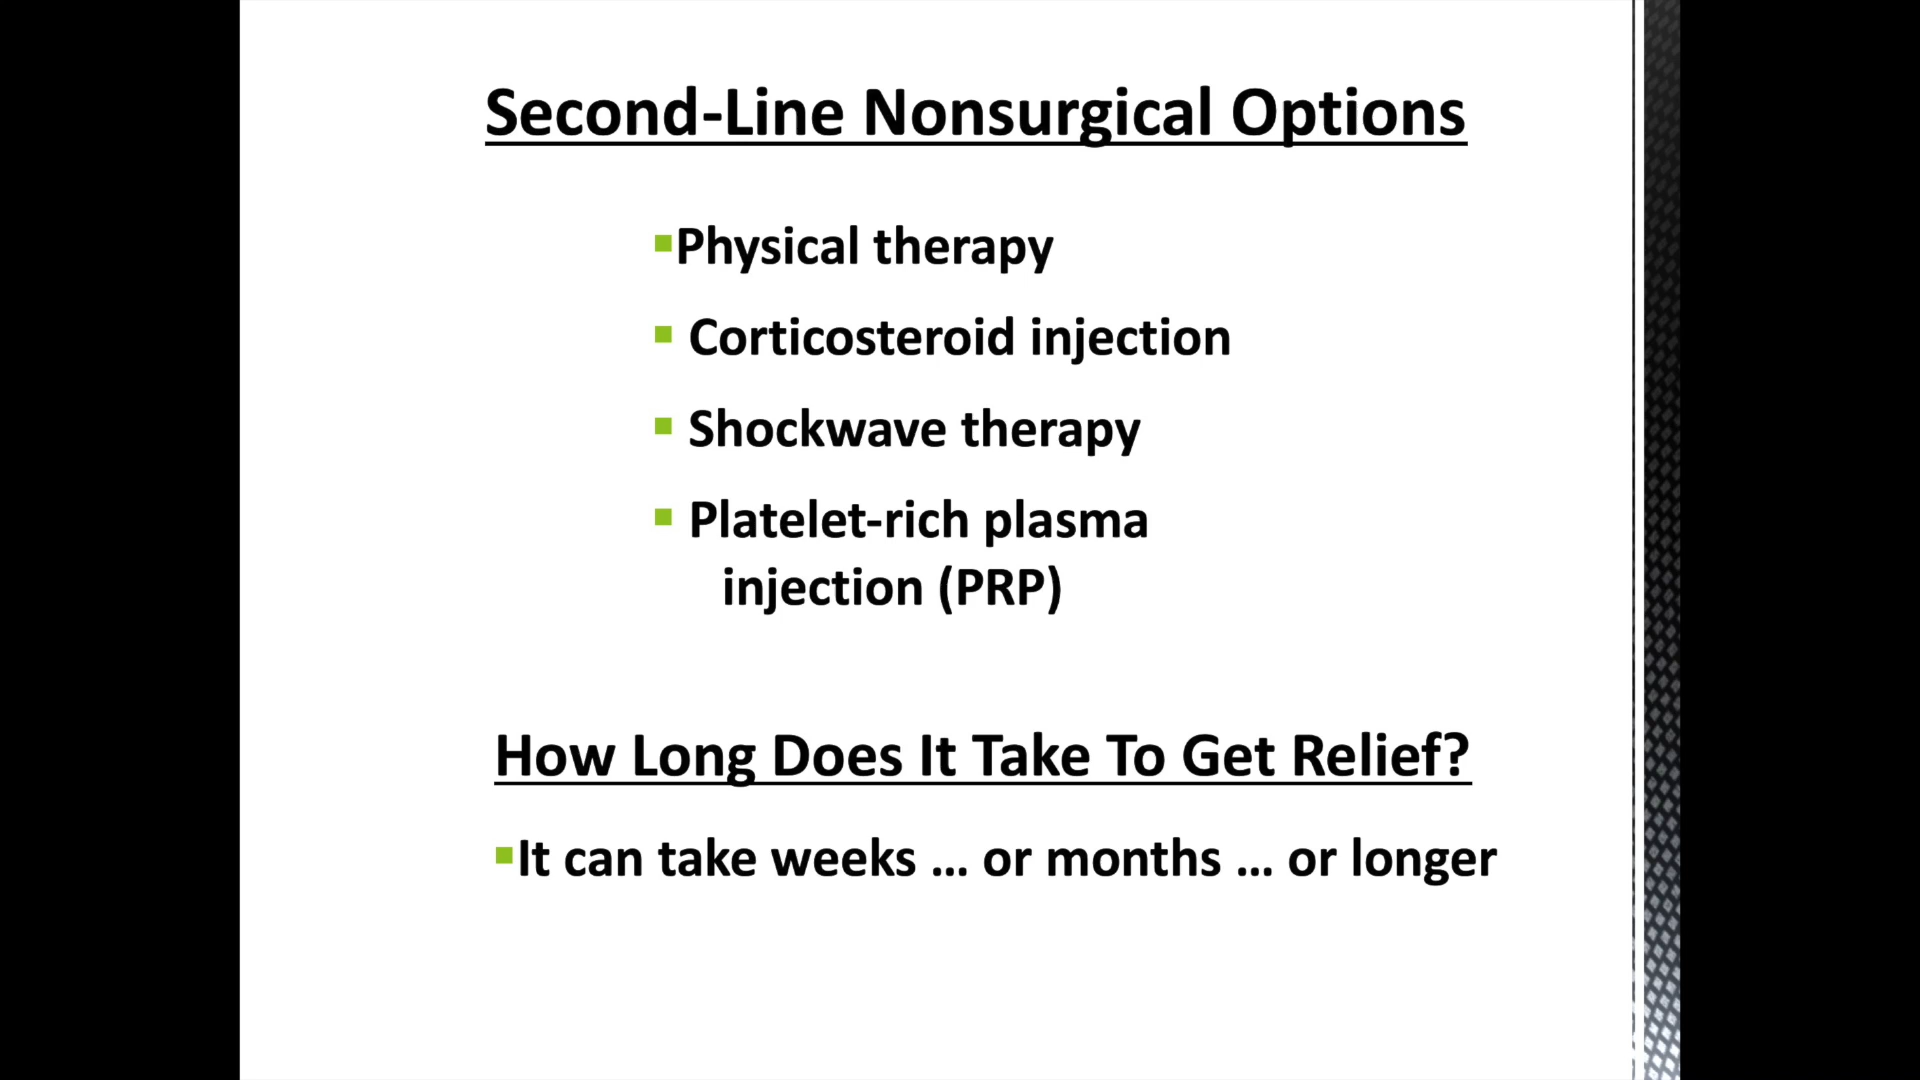 Second-Line Nonsurgical Options
▪Physical therapy
▪ Corticosteroid injection
▪ Shockwave therapy
▪ Platelet-rich plasma
injection (PRP)
How Long Does It Take To Get Relief?
▪It can take weeks ... or months ... or longer